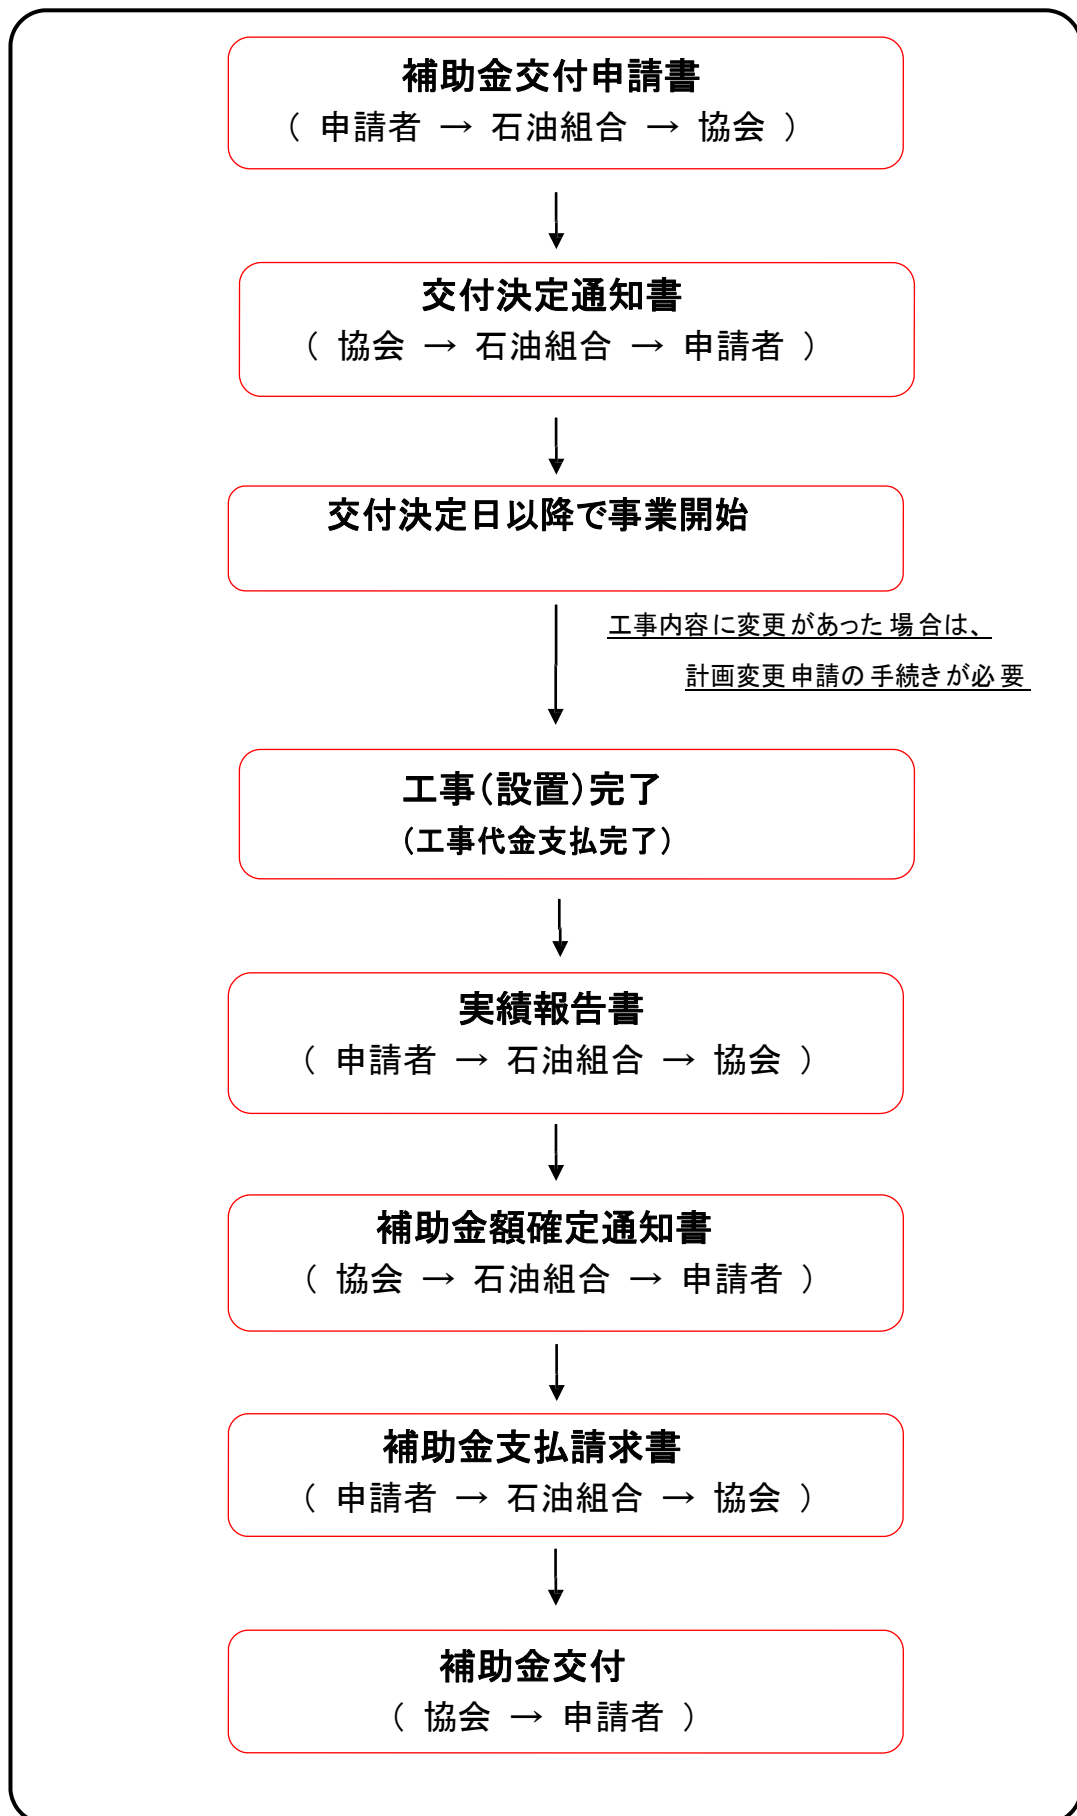 補助金交付申請書
（ 申請者 → 石油組合 → 協会 ）
交付決定通知書
（ 協会 → 石油組合 → 申請者 ）
交付決定日以降で事業開始
工事内容に変更があった場合は、
計画変更申請の手続きが必要
工事（設置）完了
（工事代金支払完了）
実績報告書
（ 申請者 → 石油組合 → 協会 ）
補助金額確定通知書
（ 協会 → 石油組合 → 申請者 ）
補助金支払請求書
（ 申請者 → 石油組合 → 協会 ）
補助金交付
（ 協会 → 申請者 ）